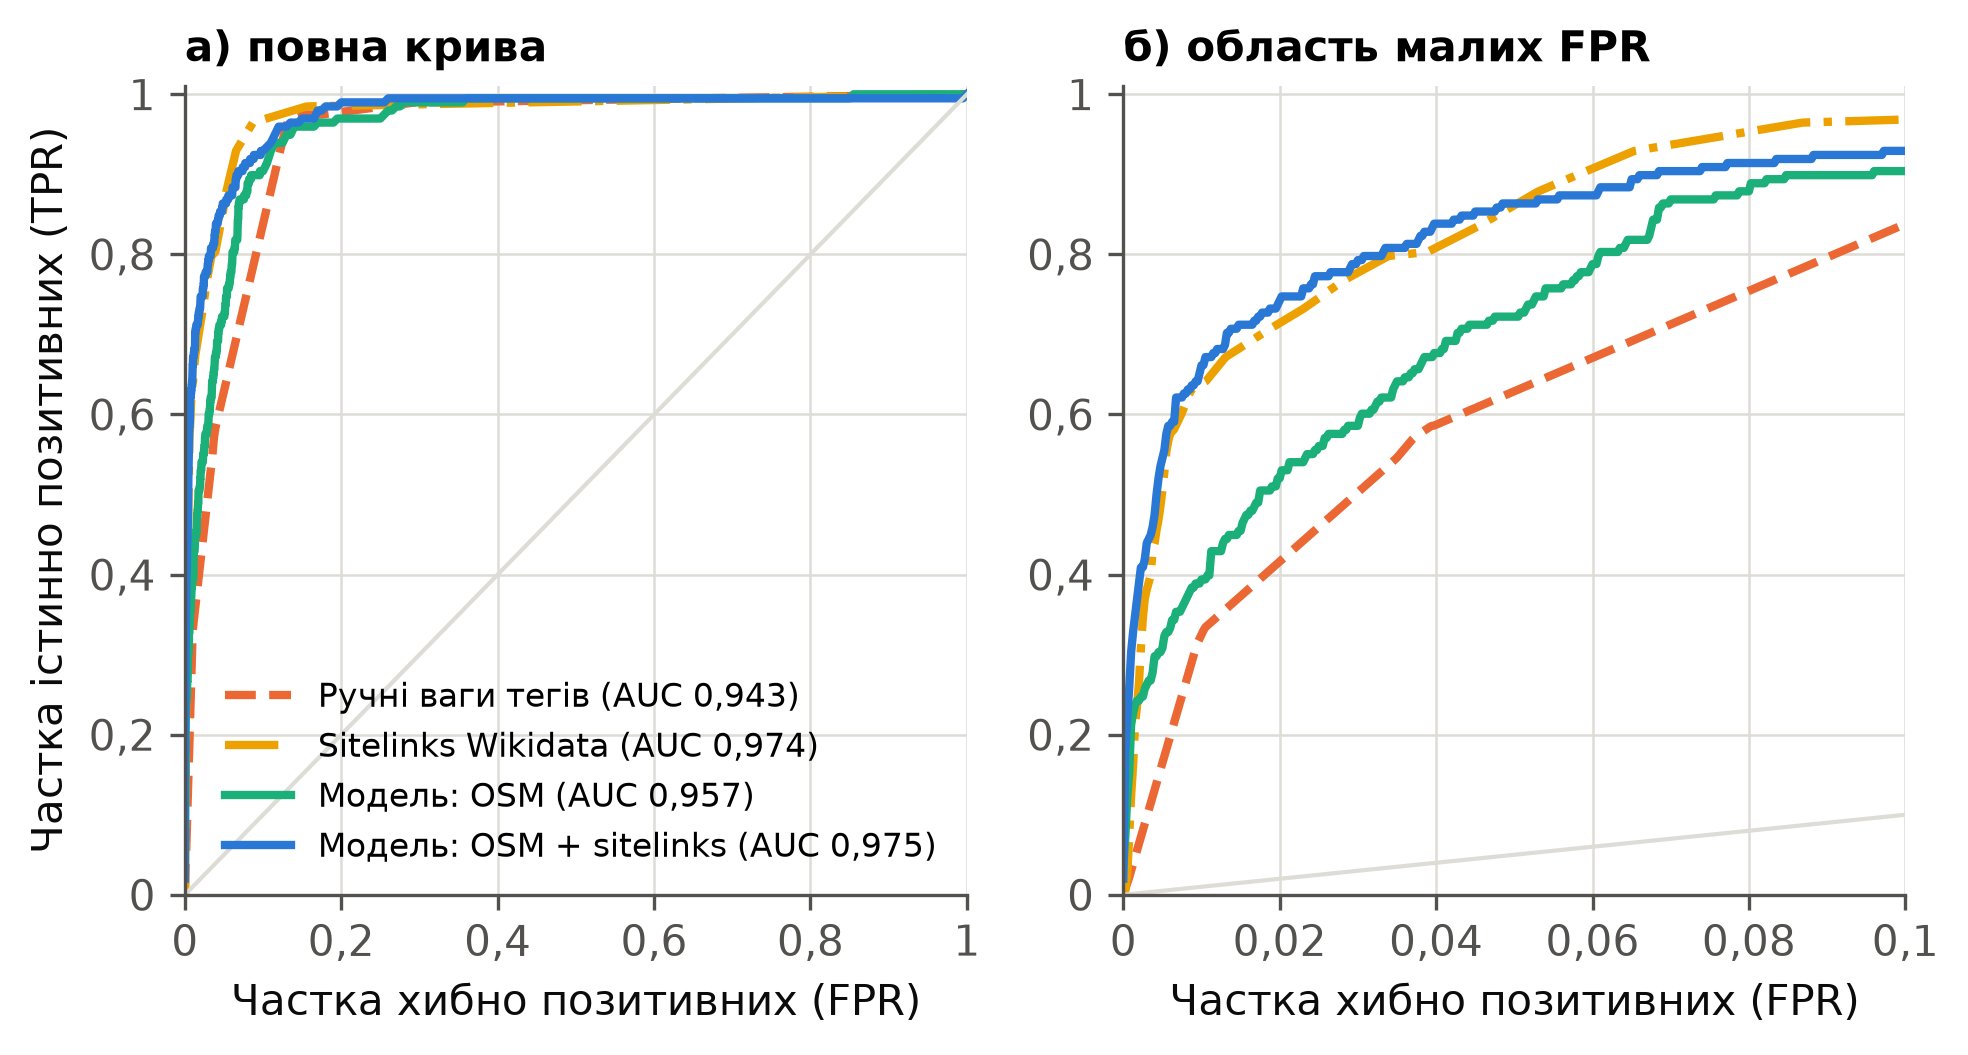 а) повна крива
1
0,8
0,6
0,4
0,2
0
Частка істинно позитивних (TPR)
Ручні ваги тегів (AUC 0,943)
Sitelinks Wikidata (AUC 0,974)
Модель: OSM (AUC 0,957)
Модель: OSM + sitelinks (AUC 0,975)
0 0,2 0,4 0,6 0,8 1
Частка хибно позитивних (FPR)
б) область малих FPR
1
0,8
0,6
0,4
0,2
0
0 0,02 0,04 0,06 0,08 0,1
Частка хибно позитивних (FPR)